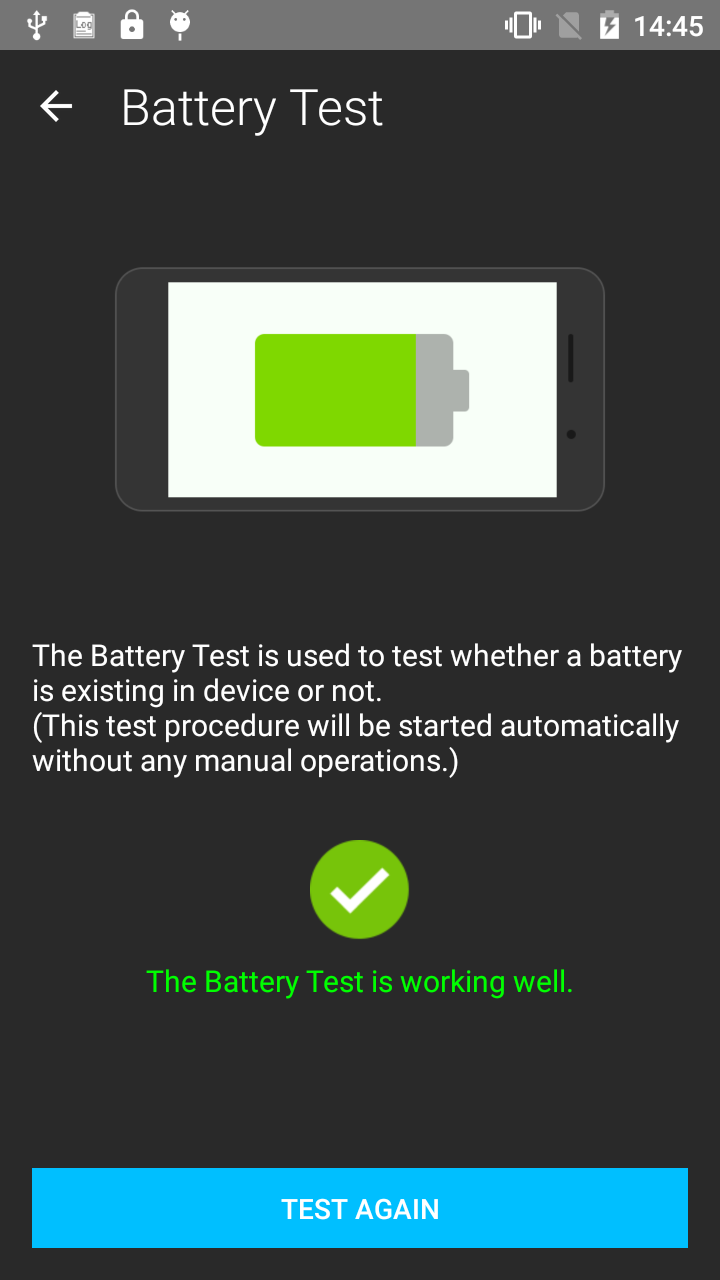 Log
14:45
Battery Test
The Battery Test is used to test whether a battery
is existing in device or not.
(This test procedure will be started automatically
without any manual operations.)
The Battery Test is working well.
TEST AGAIN